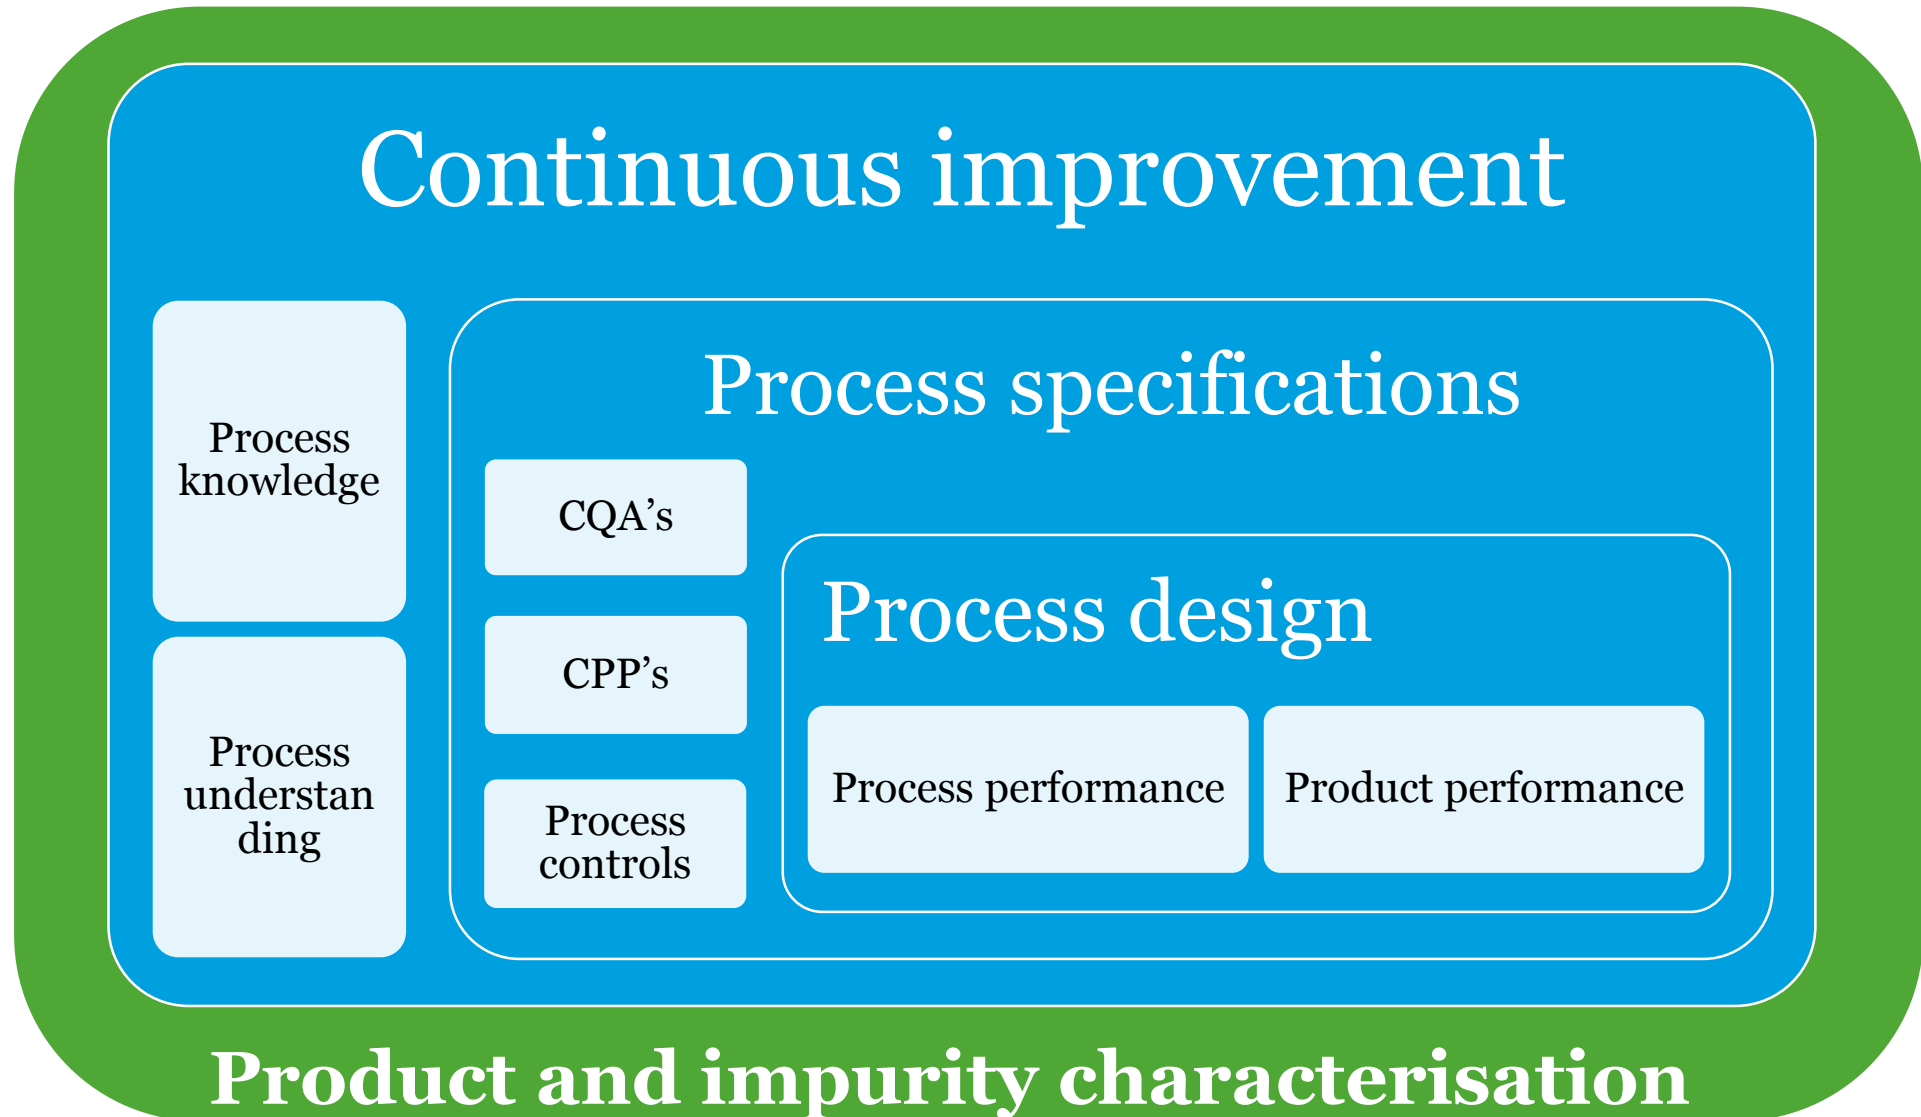 Continuous improvement
Process
knowledge
Process
understan
ding
Process specifications
CQA’s
CPP’s
Process
controls
Process design
Process performance
Product performance
Product and impurity characterisation